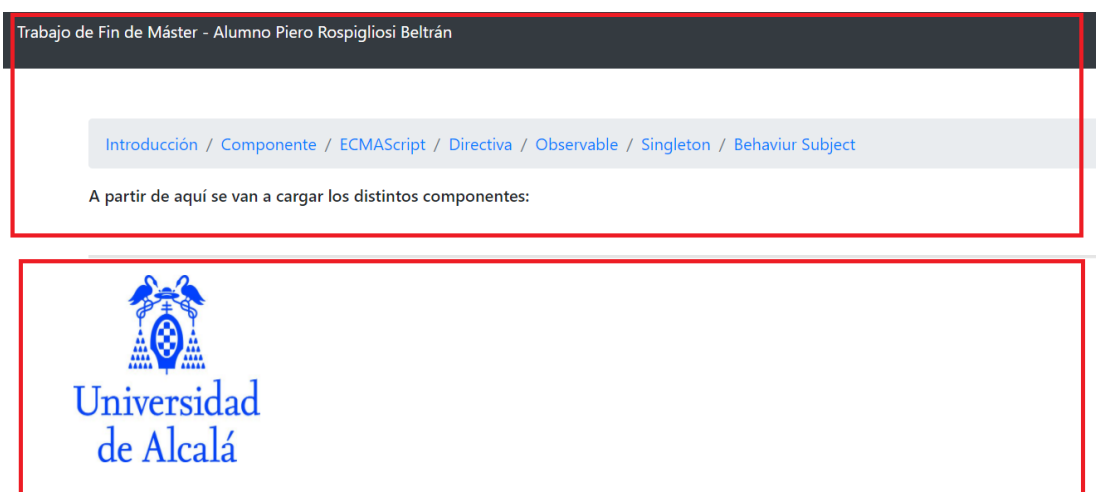 Trabajo de Fin de Máster - Alumno Piero Rospigliosi Beltrán
Introducción / Componente / ECMAScript / Directiva / Observable / Singleton / Behaviur Subject
A partir de aquí se van a cargar los distintos componentes:
Universidad
de Alcalá